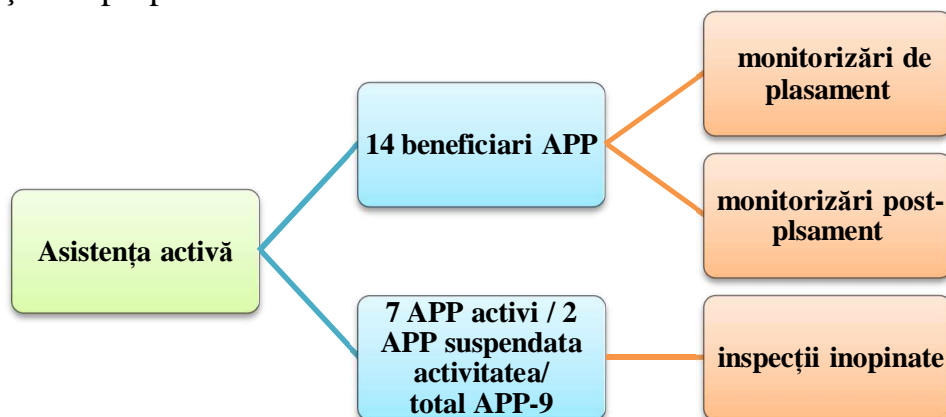 monitorizări de
plasament
14 beneficiari APP
monitorizări post-
plsament
Asistența activă
7 APP activi / 2
APP suspendata
activitatea/
total APP-9
inspecții inopinate